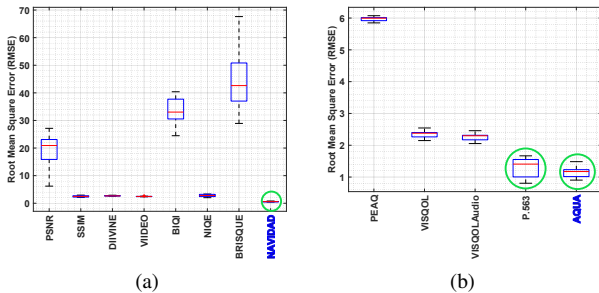 70
60
50
40
30
20
10
0
Root Mean Square Error (RMSE)
PSNR
SSIM
DIIVINE
VIIDEO
BIQI
NIQE
BRISQUE
NAVIDAD
(a)
6
5
4
3
2
1
Root Mean Square Error (RMSE)
PEAQ
VISQOL
VISQOLAudio
P.563
AQUA
(b)